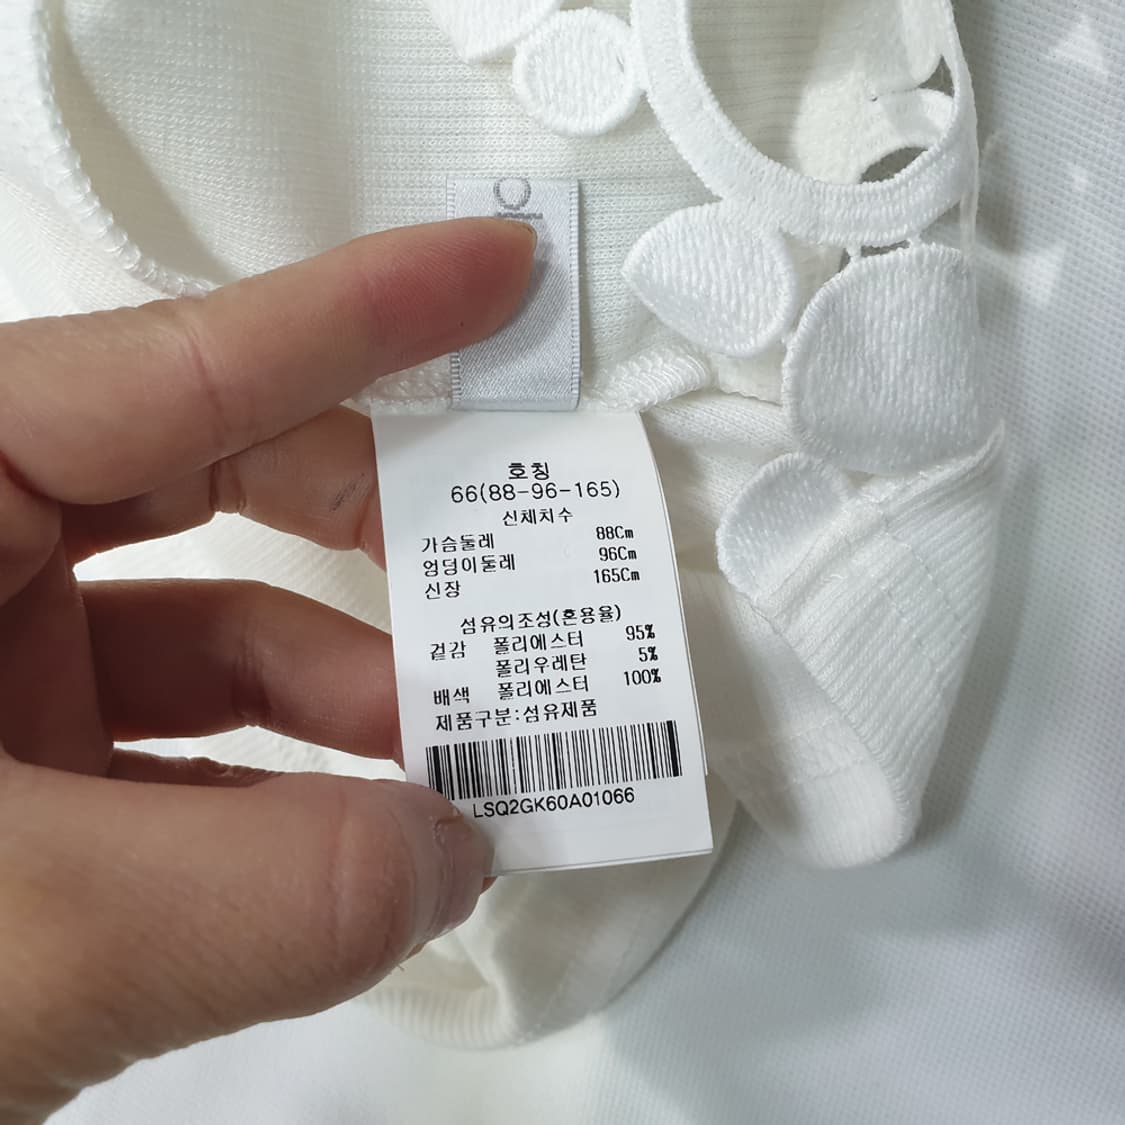 호칭
66(88-96-165)
신체치수
가슴둘레 88Cm
엉덩이둘레 96Cm
신장 165Cm
섬유의조성(혼용율)
겉감 폴리에스터 95%
폴리우레탄 5%
배색 폴리에스터 100%
제품구분:섬유제품
LSQ2GK60A01066